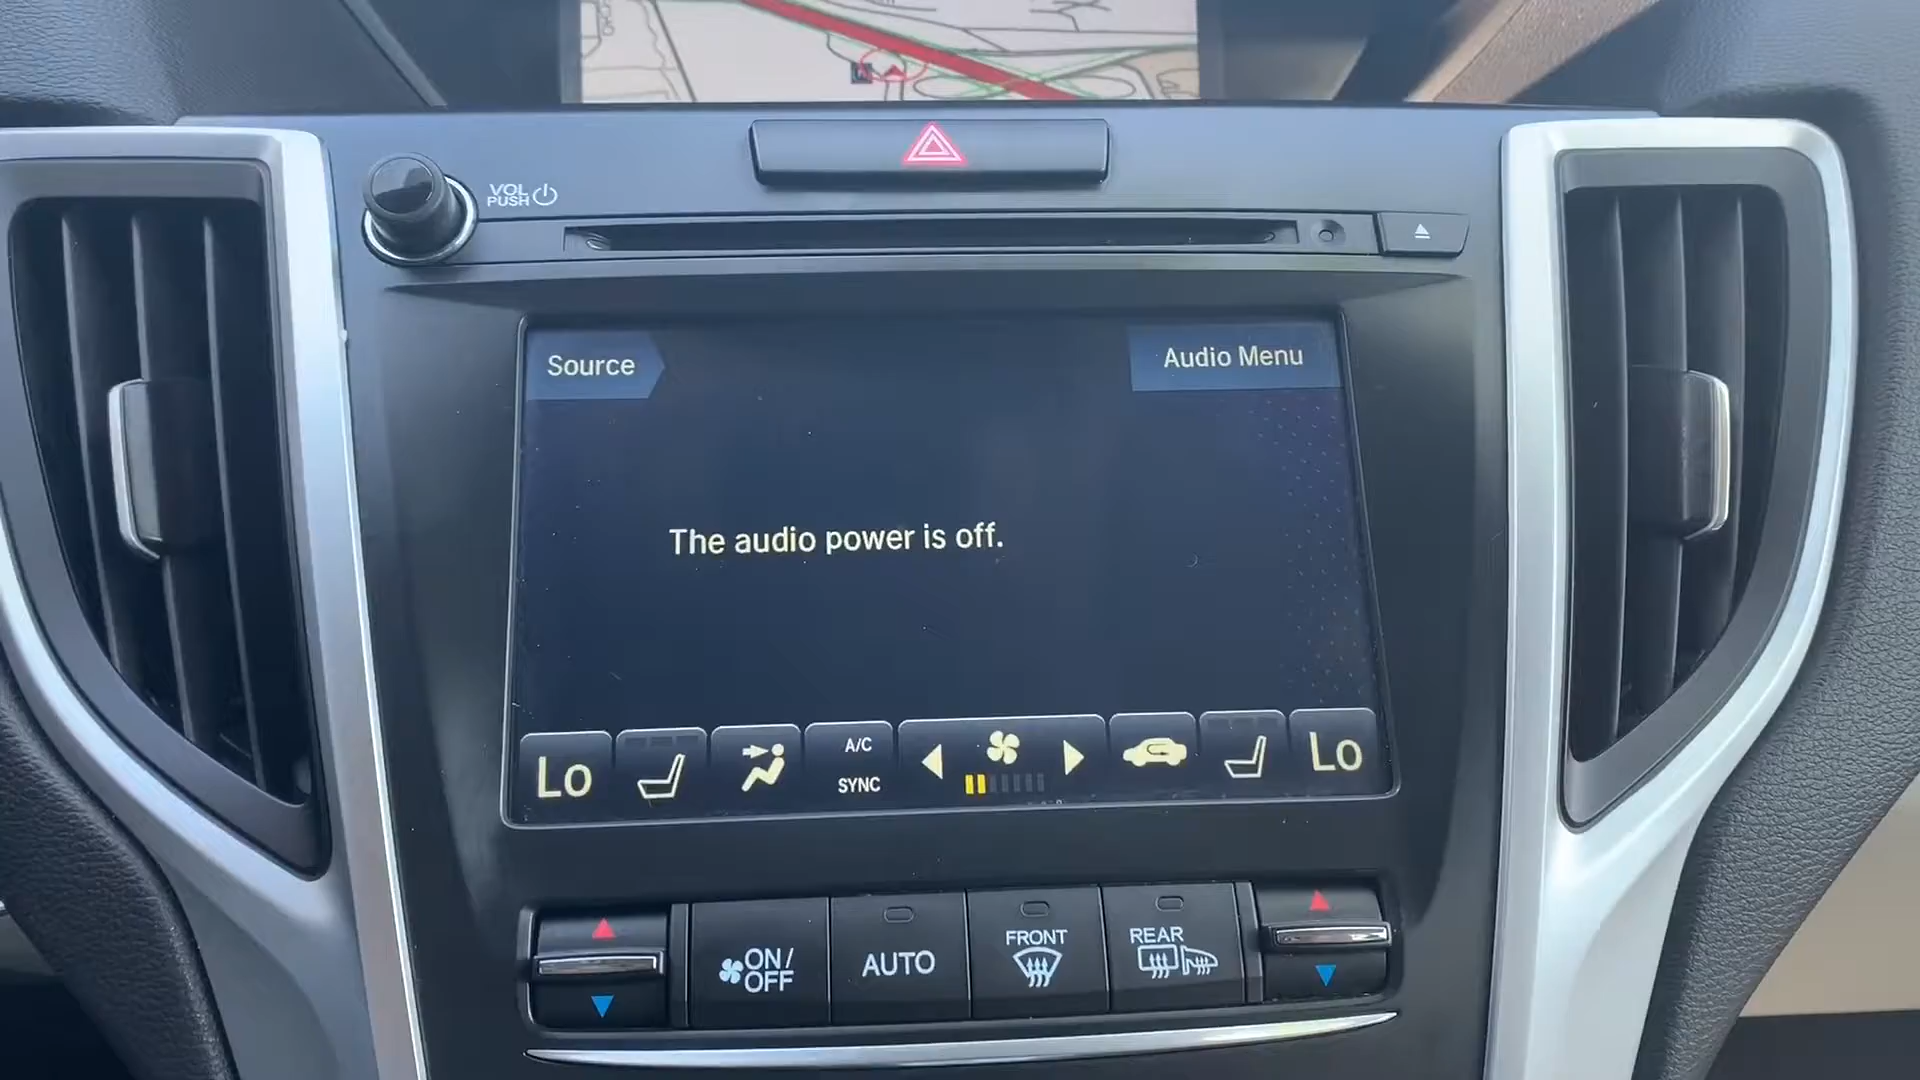 VOL
PUSH
Source
Audio Menu
The audio power is off.
Lo
A/C
SYNC
Lo
ON/
OFF
AUTO
FRONT
REAR